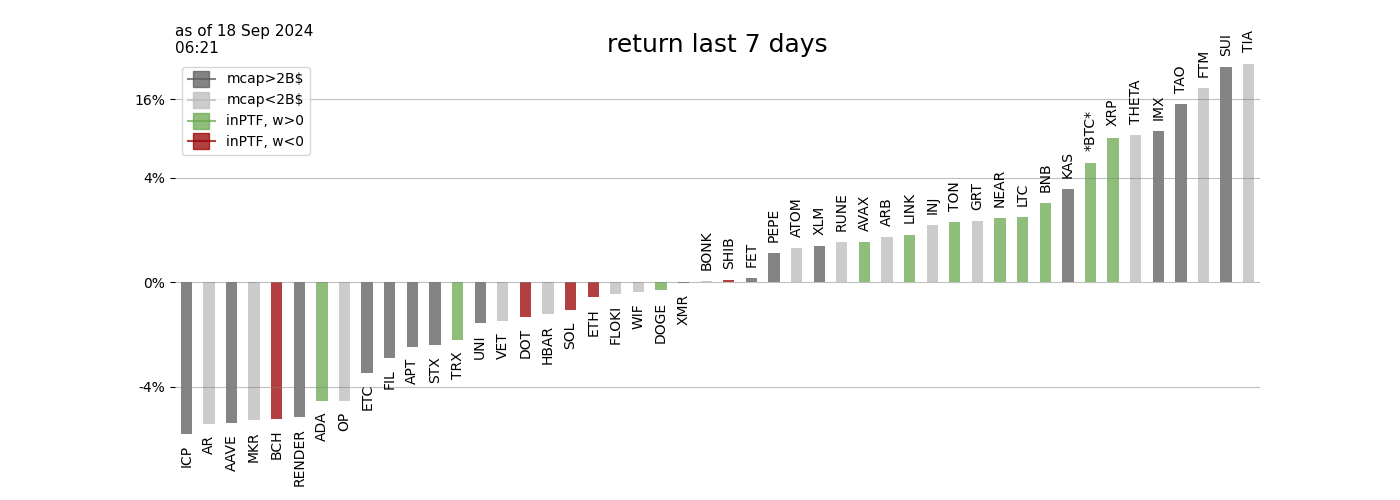 as of 18 Sep 2024
06:21
return last 7 days
mcap>2B$
mcap<2B$
inPTF, w>0
inPTF, w<0
16%
4%
0%
-4%
ICP
AR
AAVE
MKR
BCH
RENDER
ADA
OP
ETC
FIL
APT
STX
TRX
UNI
VET
DOT
HBAR
SOL
ETH
FLOKI
WIF
DOGE
XMR
BONK
SHIB
FET
PEPE
ATOM
XLM
RUNE
AVAX
ARB
LINK
INJ
TON
GRT
NEAR
LTC
BNB
KAS
*BTC*
XRP
THETA
IMX
TAO
FTM
SUI
TIA